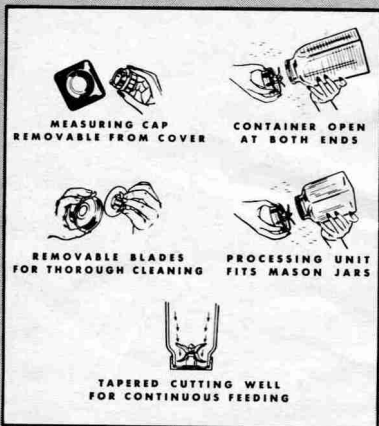 MEASURING CAP
REMOVABLE FROM COVER
CONTAINER OPEN
AT BOTH ENDS
REMOVABLE BLADES
FOR THOROUGH CLEANING
PROCESSING UNIT
FITS MASON JARS
TAPERED CUTTING WELL
FOR CONTINUOUS FEEDING